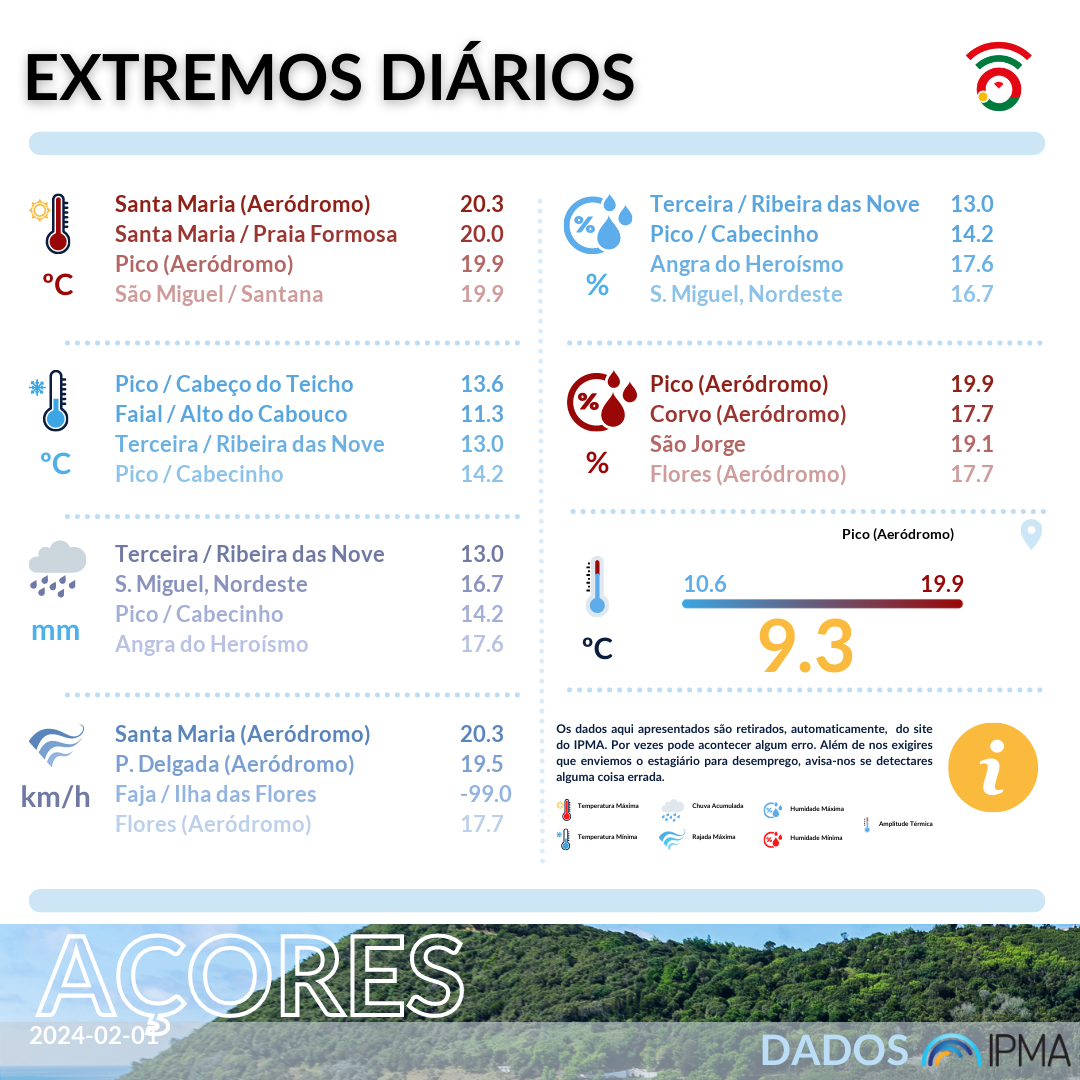 EXTREMOS DIÁRIOS
Santa Maria (Aeródromo) 20.3
Santa Maria / Praia Formosa 20.0
Pico (Aeródromo) 19.9
São Miguel / Santana 19.9
ºC
Pico / Cabeço do Teicho 13.6
Faial / Alto do Cabouco 11.3
Terceira / Ribeira das Nove 13.0
Pico / Cabecinho 14.2
ºC
Terceira / Ribeira das Nove 13.0
S. Miguel, Nordeste 16.7
Pico / Cabecinho 14.2
Angra do Heroísmo 17.6
mm
Santa Maria (Aeródromo) 20.3
P. Delgada (Aeródromo) 19.5
Faja / Ilha das Flores -99.0
Flores (Aeródromo) 17.7
km/h
%
Terceira / Ribeira das Nove 13.0
Pico / Cabecinho 14.2
Angra do Heroísmo 17.6
S. Miguel, Nordeste 16.7
%
%
Pico (Aeródromo) 19.9
Corvo (Aeródromo) 17.7
São Jorge 19.1
Flores (Aeródromo) 17.7
%
Pico (Aeródromo)
10.6 19.9
ºC
9.3
Os dados aqui apresentados são retirados, automaticamente, do site
do IPMA. Por vezes pode acontecer algum erro. Além de nos exigires
que enviemos o estagiário para desemprego, avisa-nos se detectares
alguma coisa errada.
i
Temperatura Máxima
Chuva Acumulada
Humidade Máxima
Amplitude Térmica
Temperatura Mínima
Rajada Máxima
Humidade Mínima
AÇORES
2024-02-01
DADOS IPMA